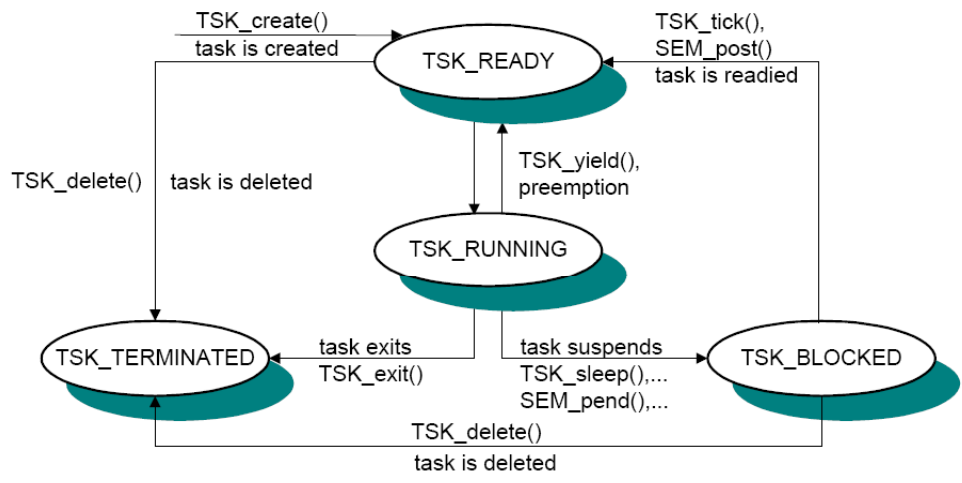 TSK_create()
task is created
TSK_READY
TSK_tick(),
SEM_post()
task is readied
TSK_delete()
task is deleted
TSK_yield(),
preemption
TSK_RUNNING
TSK_TERMINATED
task exits
TSK_exit()
task suspends
TSK_sleep(),...
SEM_pend(),...
TSK_BLOCKED
TSK_delete()
task is deleted